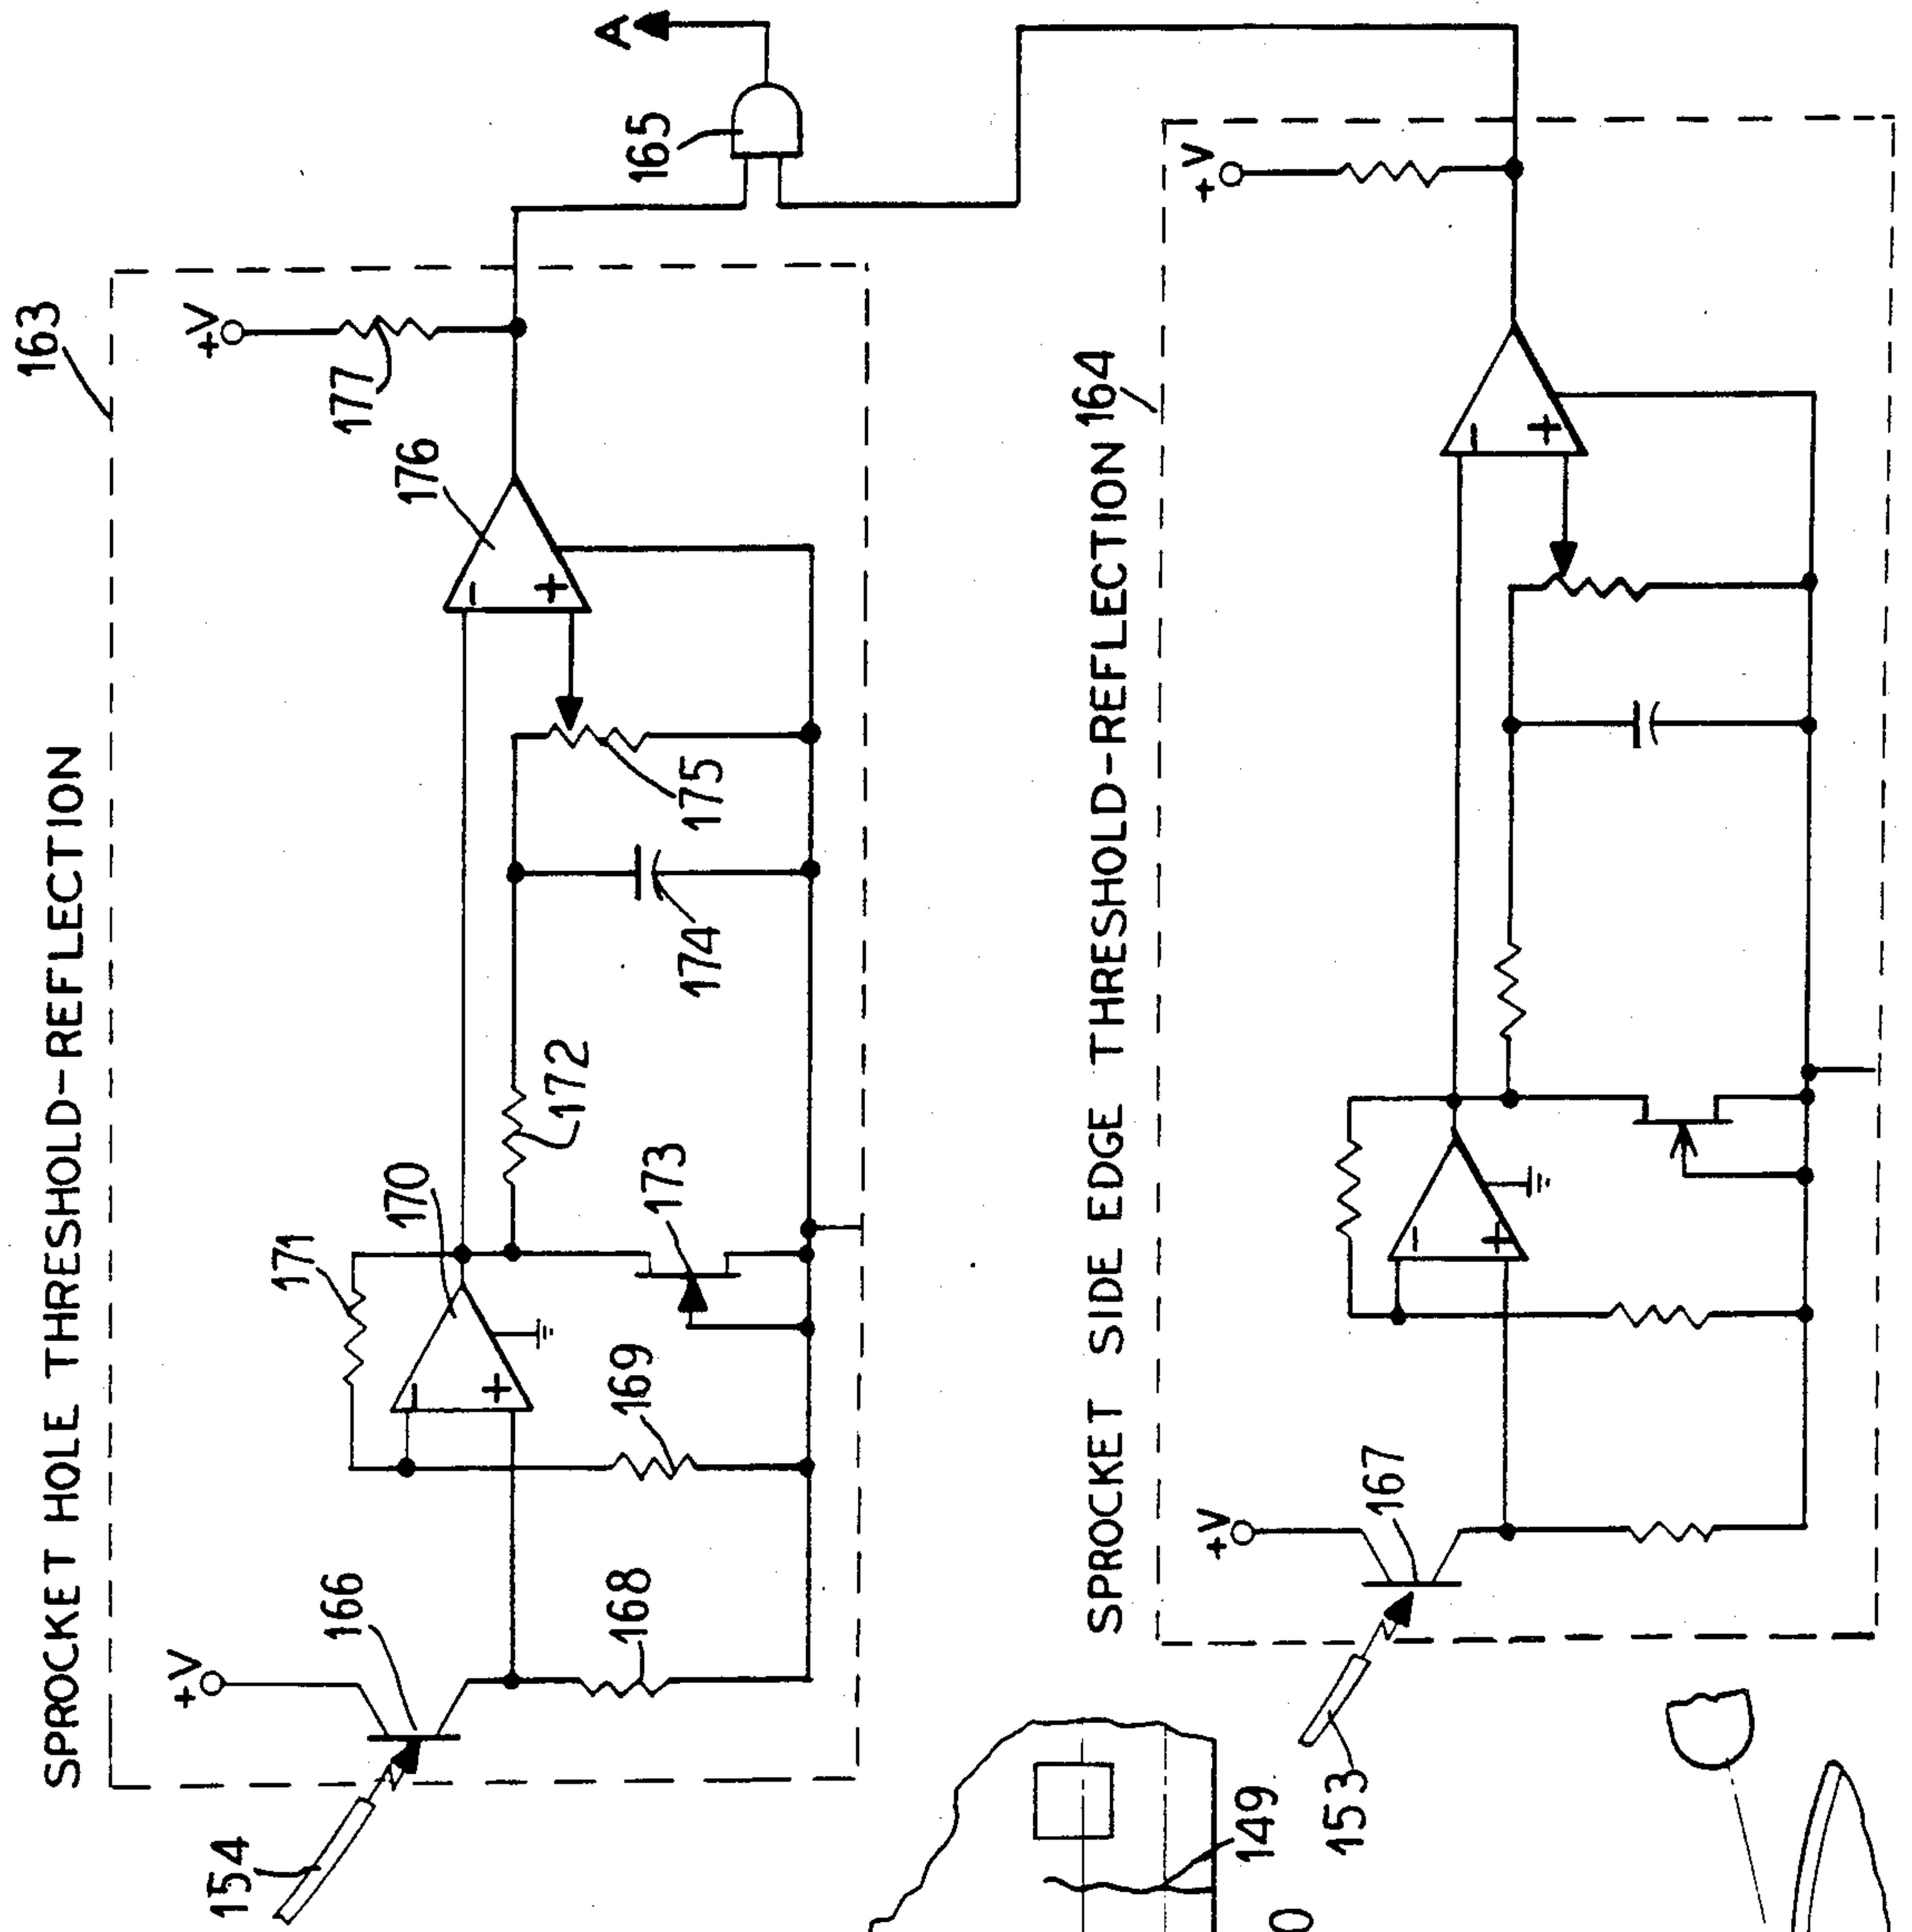 SPROCKET HOLE THRESHOLD-REFLECTION
163
154
+V
166
168
171
170
169
173
172
174
175
176
177
+V
165
A
SPROCKET SIDE EDGE THRESHOLD-REFLECTION
164
153
+V
167
+V
149
0